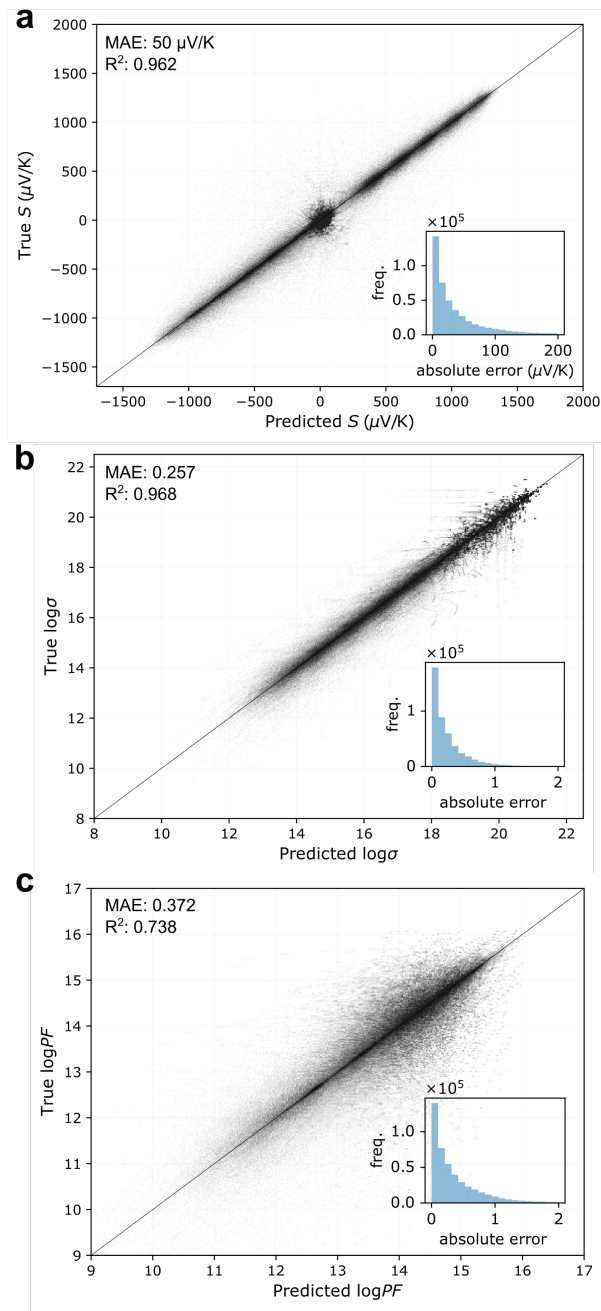 a
MAE: 50 µV/K
R²: 0.962
True S (µV/K)
2000
1500
1000
500
0
−500
−1000
−1500
−1500 −1000 −500 0 500 1000 1500 2000
Predicted S (µV/K)
×10⁵
freq.
1.0
0.5
0.0
0 100 200
absolute error (µV/K)
b
MAE: 0.257
R²: 0.968
True logσ
22
20
18
16
14
12
10
8
8 10 12 14 16 18 20 22
Predicted logσ
×10⁵
freq.
1
0
0 1 2
absolute error
c
MAE: 0.372
R²: 0.738
True logPF
17
16
15
14
13
12
11
10
9
9 10 11 12 13 14 15 16 17
Predicted logPF
×10⁵
freq.
1.0
0.5
0.0
0 1 2
absolute error